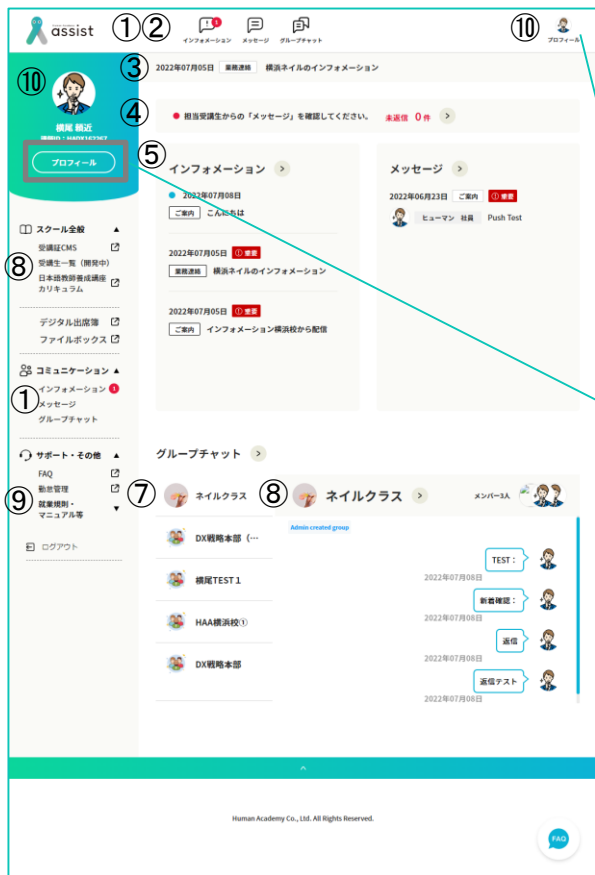 Human Academy
assist
① ②
1
インフォメーション メッセージ グループチャット
⑩
プロフィール
③ 2022年07月05日 業務連絡 横浜ネイルのインフォメーション
⑩
④ 担当受講生からの「メッセージ」を確認してください。 未返信 0 件
横尾 頼近
プロフィール
⑤
インフォメーション
2022年07月08日
ご案内 こんにちは
2022年07月05日 重要
業務連絡 横浜ネイルのインフォメーション
2022年07月05日 重要
ご案内 インフォメーション横浜校から配信
メッセージ
2022年06月23日 ご案内 重要
ヒューマン 社員 Push Test
スクール全般 ▲
受講証CMS
⑧ 受講生一覧（開発中）
日本語教師養成講座
カリキュラム
デジタル出席簿
ファイルボックス
コミュニケーション ▲
① インフォメーション 1
メッセージ
グループチャット
サポート・その他 ▲
FAQ
勤怠管理
⑨ 就業規則・
マニュアル等 ▼
ログアウト
グループチャット
⑦ ネイルクラス
DX戦略本部（…
横尾TEST１
HAA横浜校①
DX戦略本部
⑧ ネイルクラス メンバー3人
Admin created group
TEST：
2022年07月08日
新着確認：
2022年07月08日
返信
2022年07月08日
返信テスト
2022年07月08日
Human Academy Co., Ltd. All Rights Reserved.
FAQ